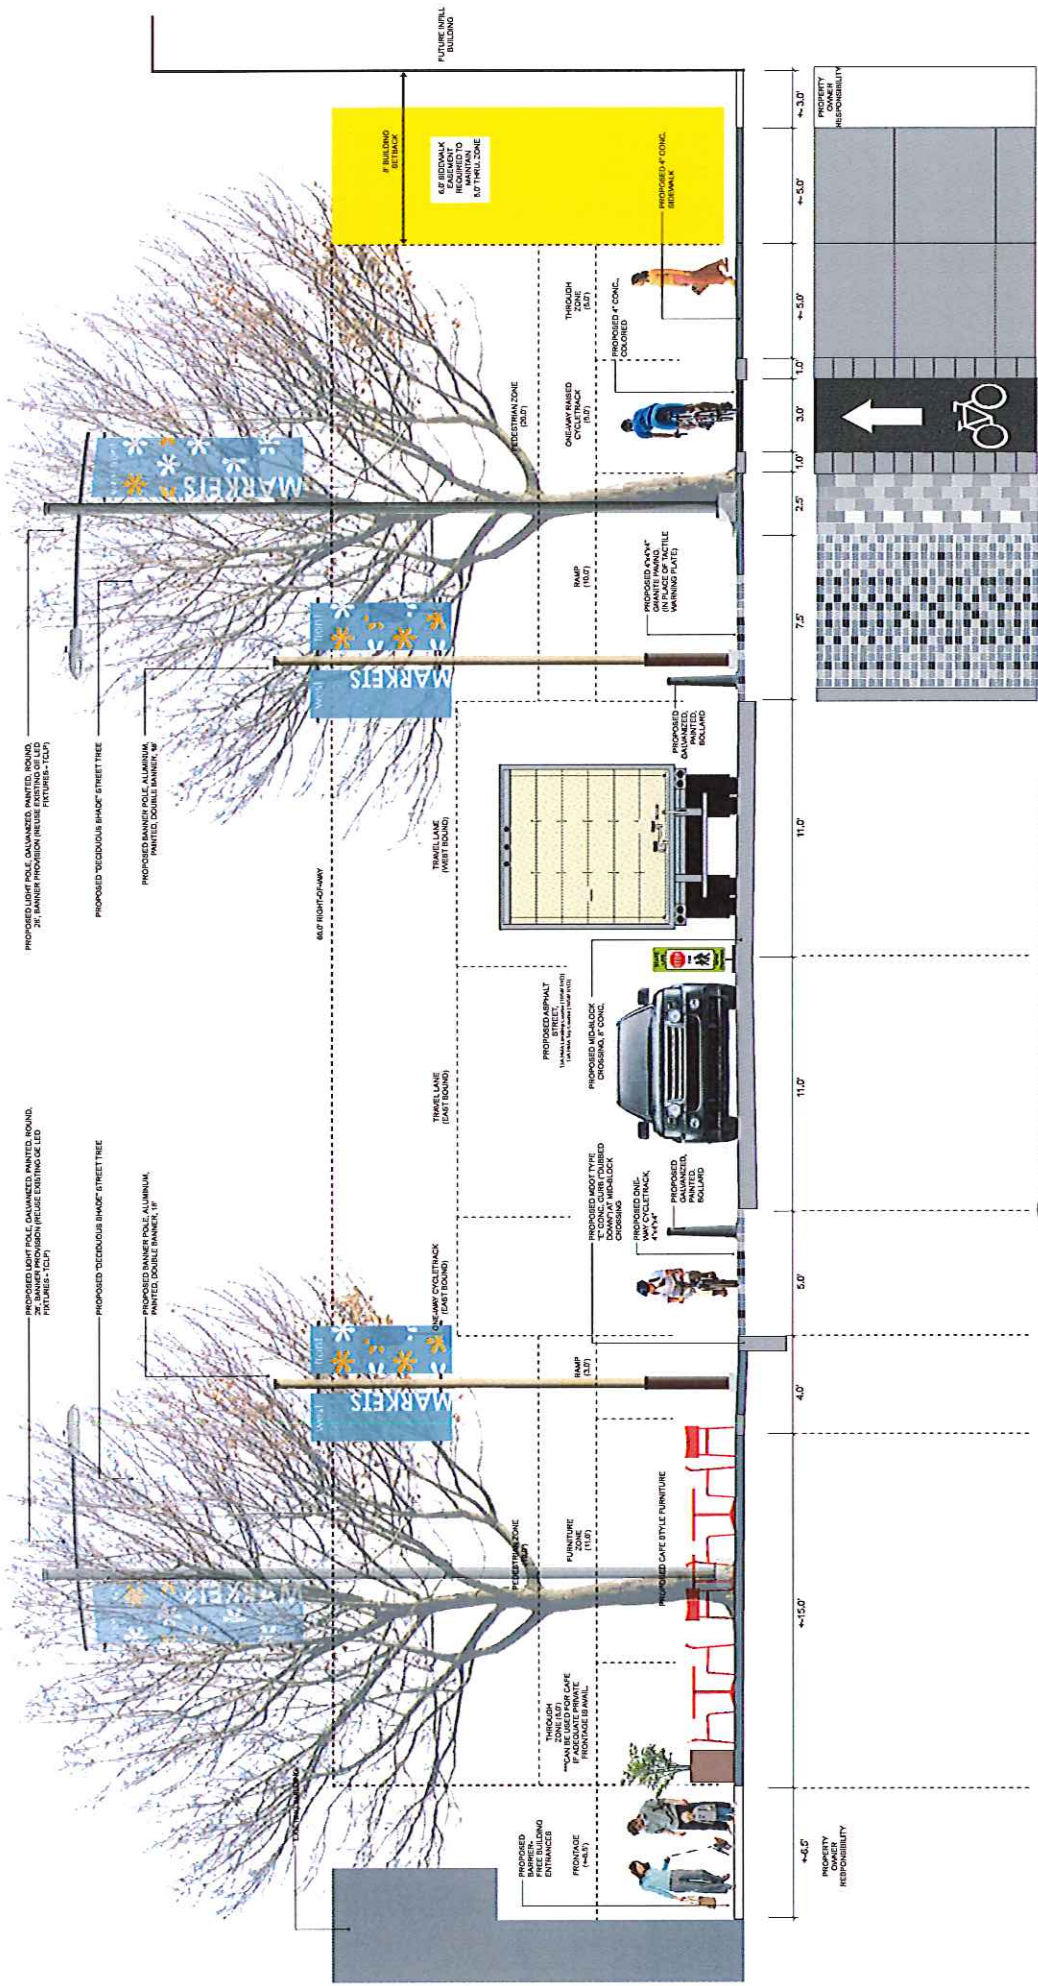 PROPOSED LIGHT POLE, GALVANIZED, PAINTED, ROUND,
28', BANNER PROVISION (REUSE EXISTING GE LED
FIXTURES - TCLP)
PROPOSED "DECIDUOUS SHADE" STREET TREE
PROPOSED BANNER POLE, ALUMINUM,
PAINTED, DOUBLE BANNER, 18'
PROPOSED LIGHT POLE, GALVANIZED, PAINTED, ROUND,
28', BANNER PROVISION (REUSE EXISTING GE LED
FIXTURES - TCLP)
PROPOSED "DECIDUOUS SHADE" STREET TREE
PROPOSED BANNER POLE, ALUMINUM,
PAINTED, DOUBLE BANNER, 18'
FUTURE INFILL
BUILDING
MARKETS
west
front
MARKETS
MARKETS
west
front
MARKETS
66.0' RIGHT-OF-WAY
8' BUILDING
SETBACK
6.0' SIDEWALK
EASEMENT
REQUIRED TO
MAINTAIN
5.0' THRU. ZONE
ONE-WAY CYCLETRACK
(EAST BOUND)
TRAVEL LANE
(EAST BOUND)
TRAVEL LANE
(WEST BOUND)
PEDESTRIAN ZONE
PEDESTRIAN ZONE
(20.0')
THROUGH
ZONE (5.0')
***CAN BE USED FOR CAFE
IF ADEQUATE PRIVATE
FRONTAGE IS AVAIL.
FURNITURE
ZONE
(11.0')
RAMP
(3.0')
PROPOSED ASPHALT
STREET,
RAMP
(10.0')
ONE-WAY RAISED
CYCLETRACK
(5.0')
THROUGH
ZONE
(5.0')
PROPOSED
BARRIER-
FREE BUILDING
ENTRANCES
FRONTAGE
(+-6.5')
PROPOSED CAFE STYLE FURNITURE
PROPOSED MDOT TYPE
"E" CONC. CURB ("DUBBED
DOWN") AT MID-BLOCK
CROSSING
PROPOSED ONE-
WAY CYCLETRACK,
4"x4"x4"
PROPOSED
GALVANIZED,
PAINTED,
BOLLARD
PROPOSED MID-BLOCK
CROSSING, 8" CONC.
PROPOSED
GALVANIZED,
PAINTED,
BOLLARD
PROPOSED 4"x4"x4"
GRANITE PAVING,
(IN PLACE OF TACTILE
WARNING PLATE)
PROPOSED 4" CONC.,
COLORED
PROPOSED 4" CONC.
SIDEWALK
+-6.5'
+-15.0'
4.0'
5.0'
11.0'
11.0'
7.5'
2.5'
1.0'
3.0'
1.0'
+-5.0'
+-5.0'
+-3.0'
PROPERTY
OWNER
RESPONSIBILITY
PROPERTY
OWNER
RESPONSIBILITY